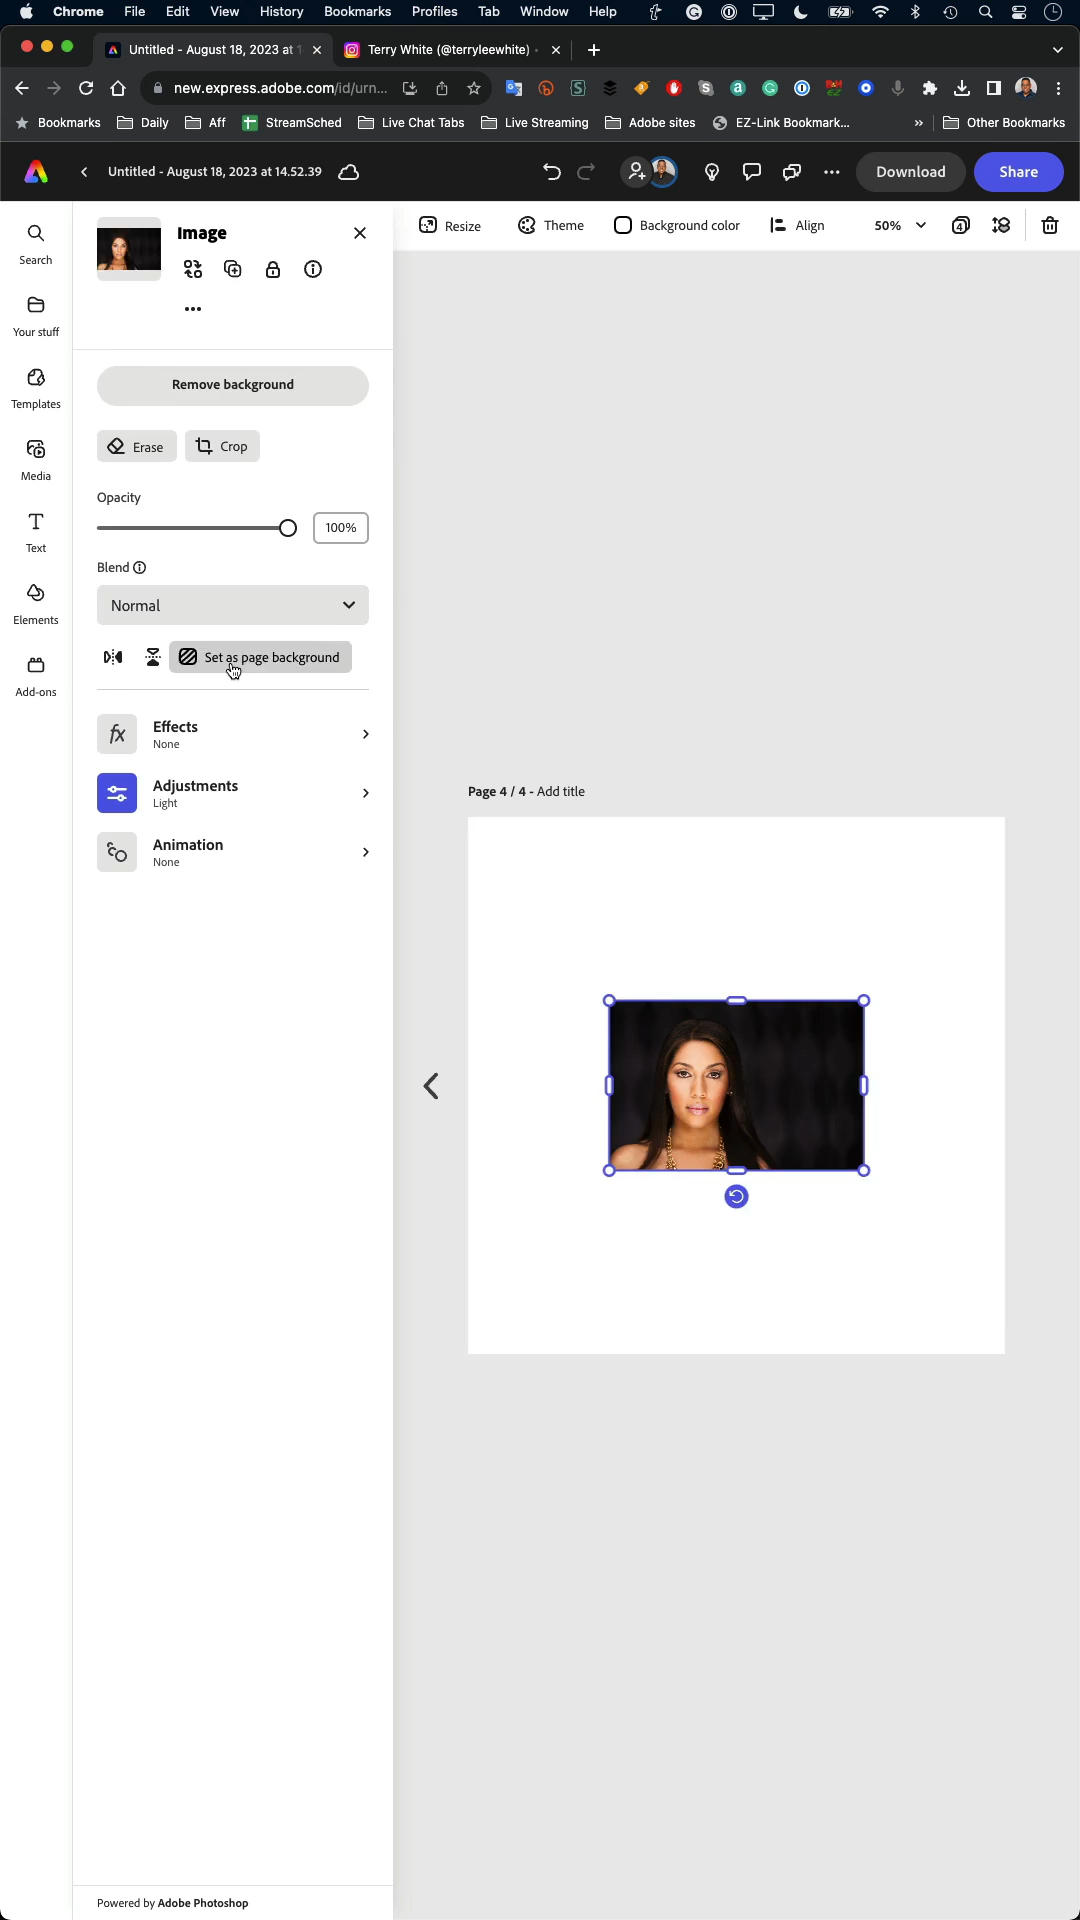 Chrome File Edit View History Bookmarks Profiles Tab Window Help
Untitled - August 18, 2023 at 1
Terry White (@terryleewhite) •
new.express.adobe.com/id/urn...
Bookmarks Daily Aff StreamSched Live Chat Tabs Live Streaming Adobe sites EZ-Link Bookmark... » Other Bookmarks
Untitled - August 18, 2023 at 14.52.39
Download
Share
Search
Your stuff
Templates
Media
Text
Elements
Add-ons
Image
Resize Theme Background color Align 50% 4
Remove background
Erase Crop
Opacity
100%
Blend
Normal
Set as page background
fx
Effects
None
Adjustments
Light
Animation
None
Page 4 / 4 - Add title
Powered by Adobe Photoshop